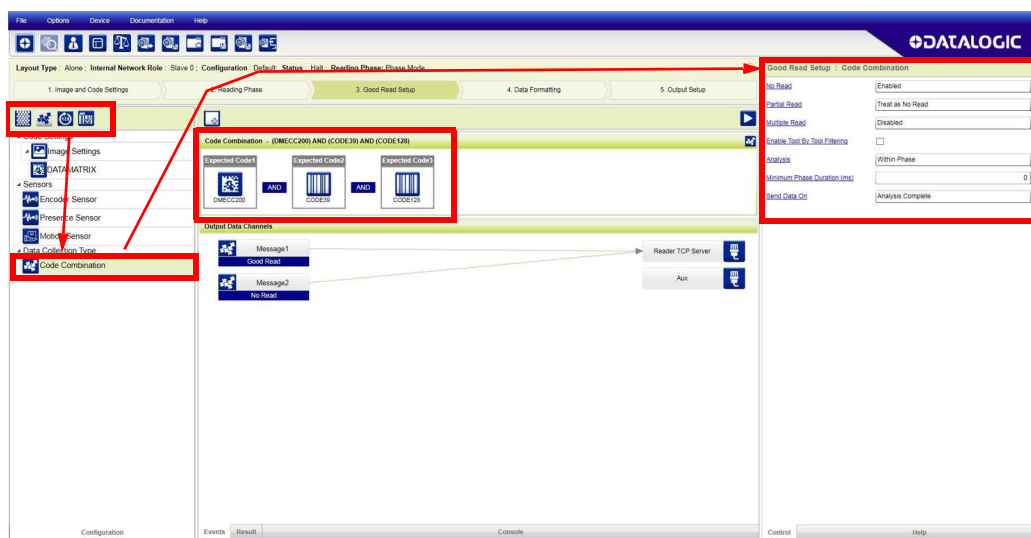 File Options Device Documentation Help
DATALOGIC
Layout Type : Alone ; Internal Network Role : Slave 0 ; Configuration : Default; Status : Halt ; Reading Phase: Phase Mode
1. Image and Code Settings
2. Reading Phase
3. Good Read Setup
4. Data Formatting
5. Output Setup
Code Settings
Image Settings
DATAMATRIX
Sensors
Encoder Sensor
Presence Sensor
Motion Sensor
Data Collection Type
Code Combination
Configuration
Code Combination - (DMECC200) AND (CODE39) AND (CODE128)
Expected Code1
DMECC200
AND
Expected Code2
CODE39
AND
Expected Code3
CODE128
Output Data Channels
Message1
Good Read
Message2
No Read
Reader TCP Server
Aux
Events Result Console
Good Read Setup : Code Combination
No Read Enabled
Partial Read Treat as No Read
Multiple Read Disabled
Enable Tool By Tool Filtering
Analysis Within Phase
Minimum Phase Duration (ms) 0
Send Data On Analysis Complete
Control Help